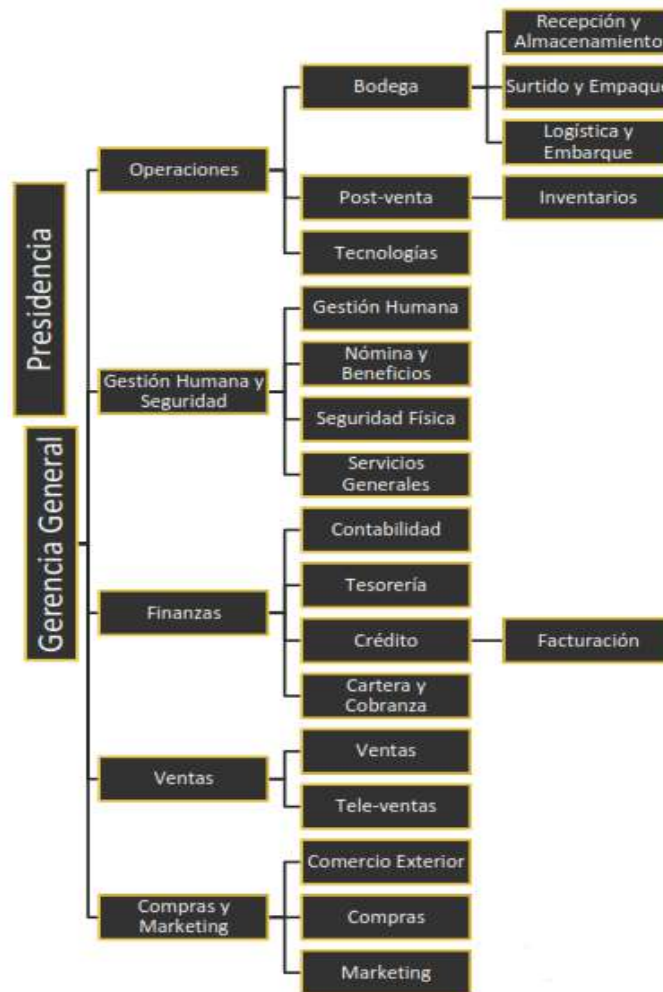 Presidencia
Gerencia General
Operaciones
Bodega
Recepción y
Almacenamiento
Surtido y Empaque
Logística y
Embarque
Post-venta
Inventarios
Tecnologías
Gestión Humana y
Seguridad
Gestión Humana
Nómina y
Beneficios
Seguridad Física
Servicios
Generales
Finanzas
Contabilidad
Tesorería
Crédito
Facturación
Cartera y
Cobranza
Ventas
Ventas
Tele-ventas
Compras y
Marketing
Comercio Exterior
Compras
Marketing